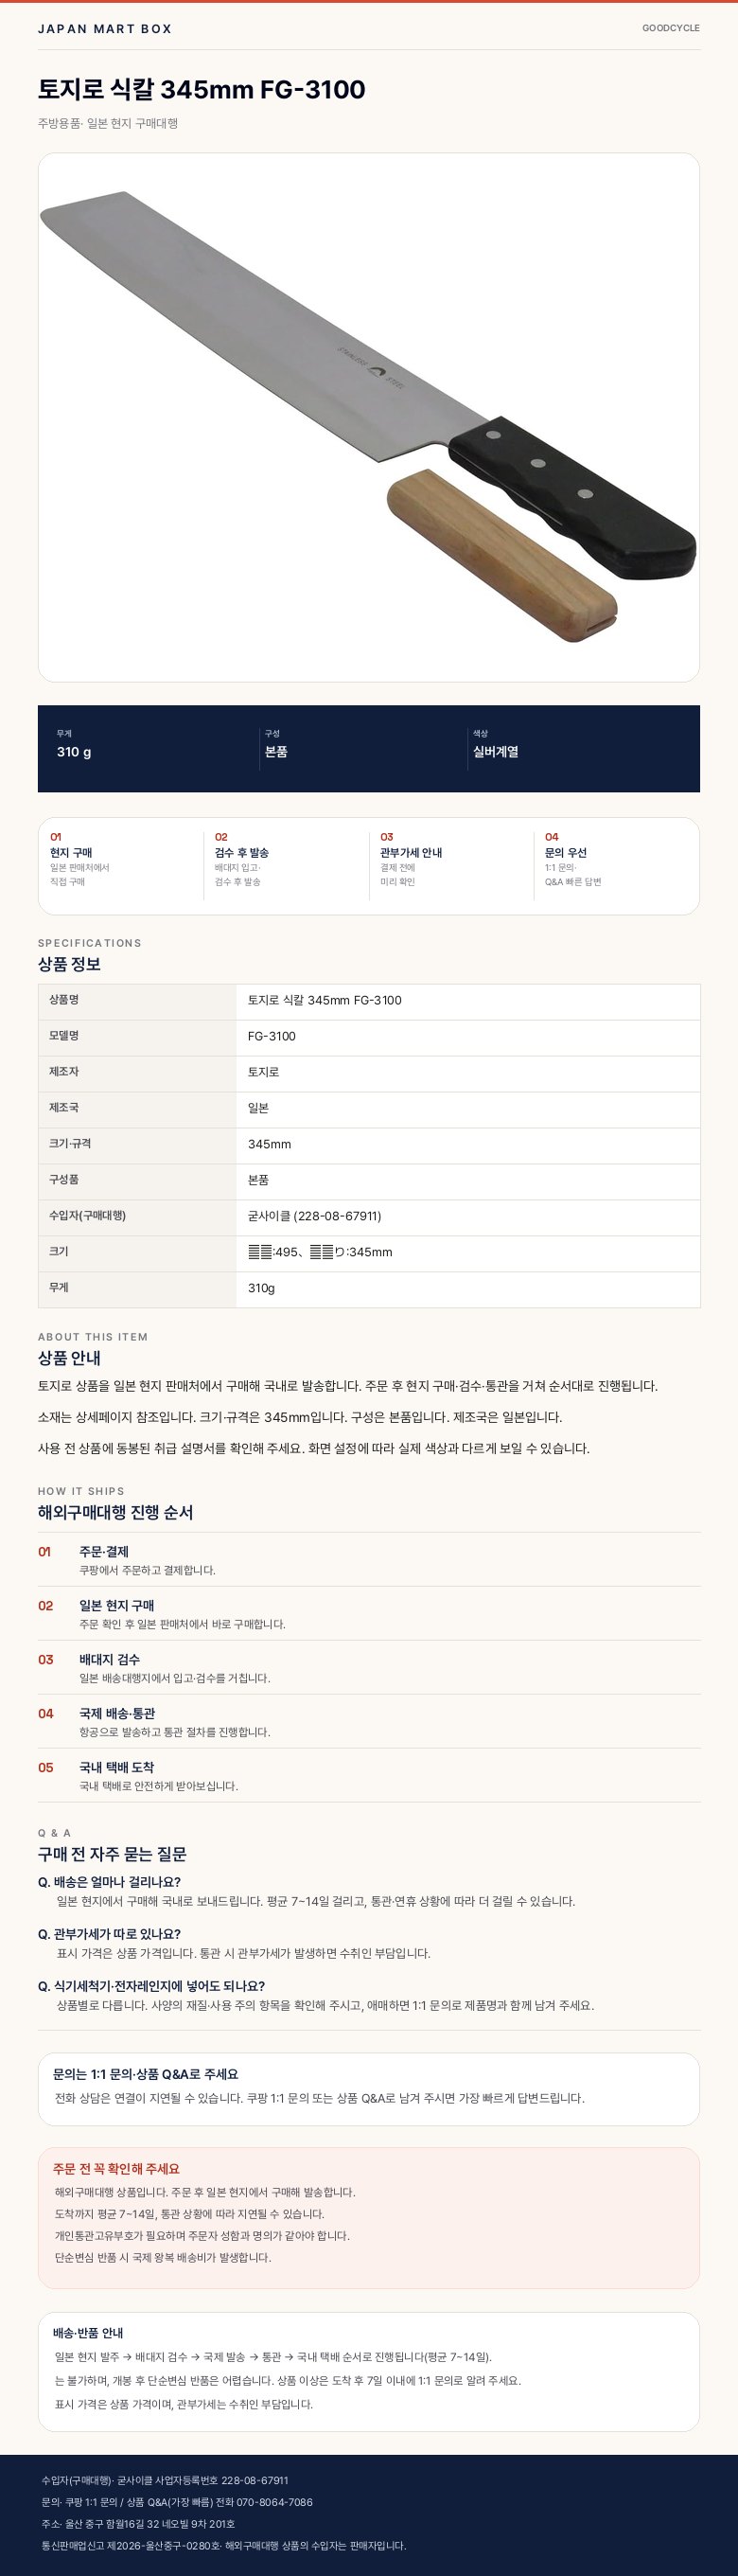 JAPAN MART BOX
GOODCYCLE
토지로 식칼 345mm FG-3100
주방용품· 일본 현지 구매대행
STAINLESS STEEL
무게
310 g
구성
본품
색상
실버계열
01
현지 구매
일본 판매처에서
직접 구매
02
검수 후 발송
배대지 입고·
검수 후 발송
03
관부가세 안내
결제 전에
미리 확인
04
문의 우선
1:1 문의·
Q&A 빠른 답변
SPECIFICATIONS
상품 정보
상품명 토지로 식칼 345mm FG-3100
모델명 FG-3100
제조자 토지로
제조국 일본
크기·규격 345mm
구성품 본품
수입자(구매대행) 굳사이클 (228-08-67911)
크기 :495、り:345mm
무게 310g
ABOUT THIS ITEM
상품 안내
토지로 상품을 일본 현지 판매처에서 구매해 국내로 발송합니다. 주문 후 현지 구매·검수·통관을 거쳐 순서대로 진행됩니다.
소재는 상세페이지 참조입니다. 크기·규격은 345mm입니다. 구성은 본품입니다. 제조국은 일본입니다.
사용 전 상품에 동봉된 취급 설명서를 확인해 주세요. 화면 설정에 따라 실제 색상과 다르게 보일 수 있습니다.
HOW IT SHIPS
해외구매대행 진행 순서
01 주문·결제
쿠팡에서 주문하고 결제합니다.
02 일본 현지 구매
주문 확인 후 일본 판매처에서 바로 구매합니다.
03 배대지 검수
일본 배송대행지에서 입고·검수를 거칩니다.
04 국제 배송·통관
항공으로 발송하고 통관 절차를 진행합니다.
05 국내 택배 도착
국내 택배로 안전하게 받아보십니다.
Q & A
구매 전 자주 묻는 질문
Q. 배송은 얼마나 걸리나요?
일본 현지에서 구매해 국내로 보내드립니다. 평균 7~14일 걸리고, 통관·연휴 상황에 따라 더 걸릴 수 있습니다.
Q. 관부가세가 따로 있나요?
표시 가격은 상품 가격입니다. 통관 시 관부가세가 발생하면 수취인 부담입니다.
Q. 식기세척기·전자레인지에 넣어도 되나요?
상품별로 다릅니다. 사양의 재질·사용 주의 항목을 확인해 주시고, 애매하면 1:1 문의로 제품명과 함께 남겨 주세요.
문의는 1:1 문의·상품 Q&A로 주세요
전화 상담은 연결이 지연될 수 있습니다. 쿠팡 1:1 문의 또는 상품 Q&A로 남겨 주시면 가장 빠르게 답변드립니다.
주문 전 꼭 확인해 주세요
해외구매대행 상품입니다. 주문 후 일본 현지에서 구매해 발송합니다.
도착까지 평균 7~14일, 통관 상황에 따라 지연될 수 있습니다.
개인통관고유부호가 필요하며 주문자 성함과 명의가 같아야 합니다.
단순변심 반품 시 국제 왕복 배송비가 발생합니다.
배송·반품 안내
일본 현지 발주 → 배대지 검수 → 국제 발송 → 통관 → 국내 택배 순서로 진행됩니다(평균 7~14일).
는 불가하며, 개봉 후 단순변심 반품은 어렵습니다. 상품 이상은 도착 후 7일 이내에 1:1 문의로 알려 주세요.
표시 가격은 상품 가격이며, 관부가세는 수취인 부담입니다.
수입자(구매대행)· 굳사이클 사업자등록번호 228-08-67911
문의· 쿠팡 1:1 문의 / 상품 Q&A(가장 빠름) 전화 070-8064-7086
주소· 울산 중구 함월16길 32 네오빌 9차 201호
통신판매업신고 제2026-울산중구-0280호· 해외구매대행 상품의 수입자는 판매자입니다.